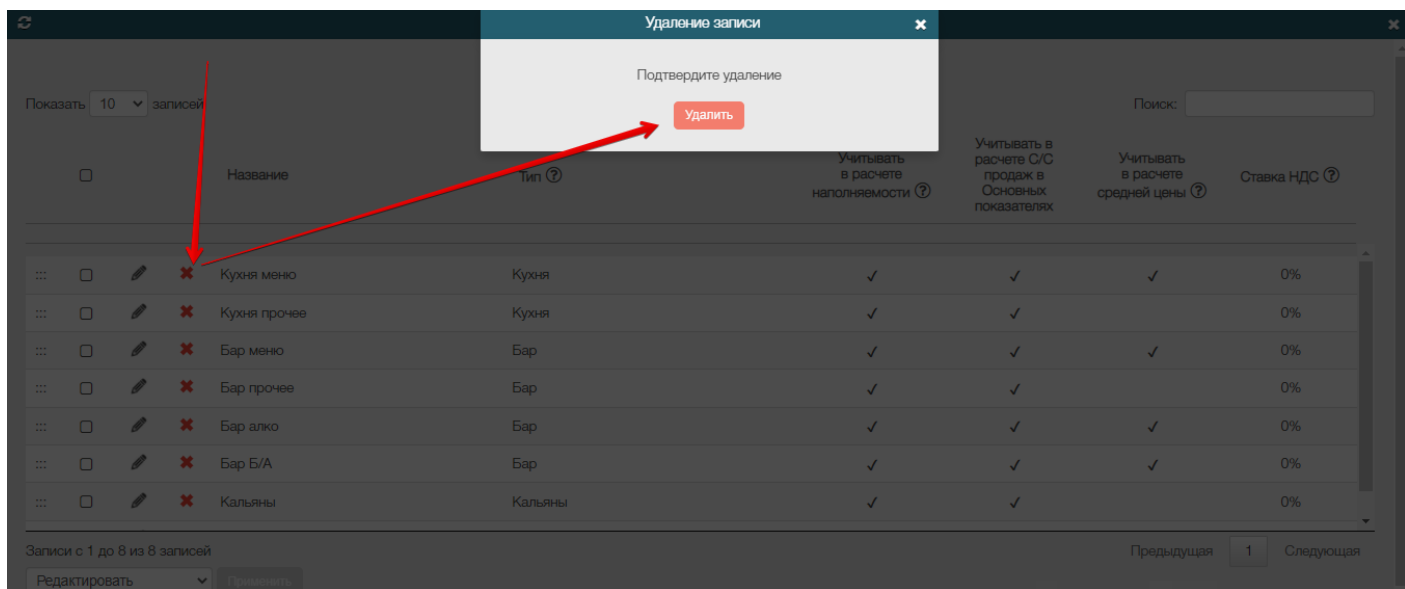 Удаление записи
Подтвердите удаление
Удалить
Показать 10 записей
Поиск:
Название
Тип
Учитывать
в расчете
наполняемости
Учитывать в
расчете С/С
продаж в
Основных
показателях
Учитывать
в расчете
средней цены
Ставка НДС
Кухня меню Кухня 0%
Кухня прочее Кухня 0%
Бар меню Бар 0%
Бар прочее Бар 0%
Бар алко Бар 0%
Бар Б/А Бар 0%
Кальяны Кальяны 0%
Записи с 1 до 8 из 8 записей
Предыдущая 1 Следующая
Редактировать Применить